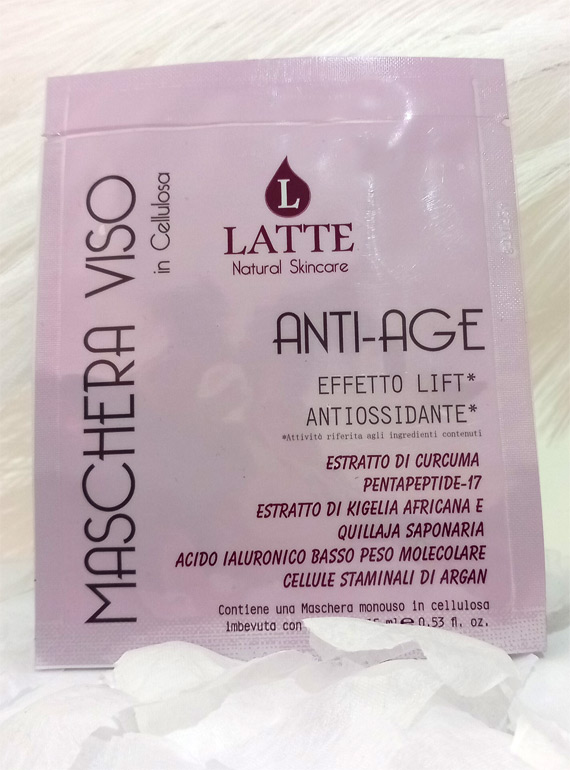 MASCHERA VISO
in Cellulosa
L
LATTE
Natural Skincare
ANTI-AGE
EFFETTO LIFT*
ANTIOSSIDANTE*
*Attività riferita agli ingredienti contenuti
ESTRATTO DI CURCUMA
PENTAPEPTIDE-17
ESTRATTO DI KIGELIA AFRICANA E
QUILLAJA SAPONARIA
ACIDO IALURONICO BASSO PESO MOLECOLARE
CELLULE STAMINALI DI ARGAN
Contiene una Maschera monouso in cellulosa
imbevuta con ml ℮ 0.53 fl. oz.